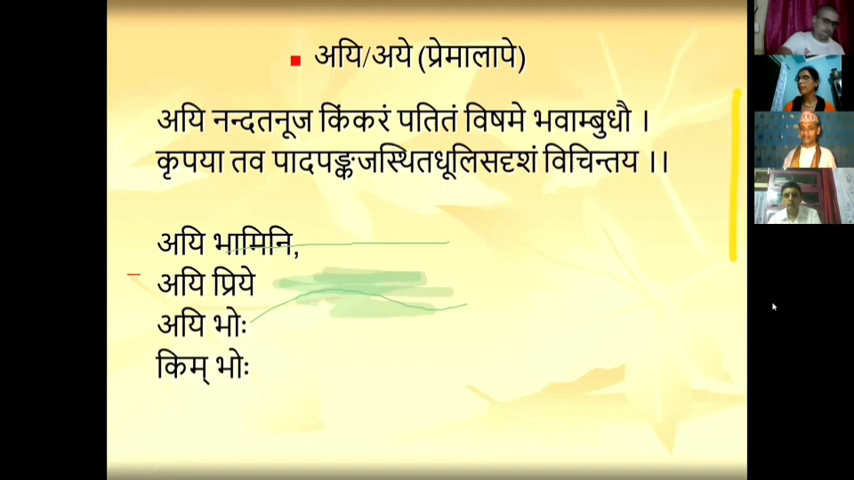 अयि/अये (प्रेमालापे)
अयि नन्दतनूज किंकरं पतितं विषमे भवाम्बुधौ ।
कृपया तव पादपङ्कजस्थितधूलिसदृशं विचिन्तय ।।
अयि भामिनि,
अयि प्रिये
अयि भोः
किम् भोः